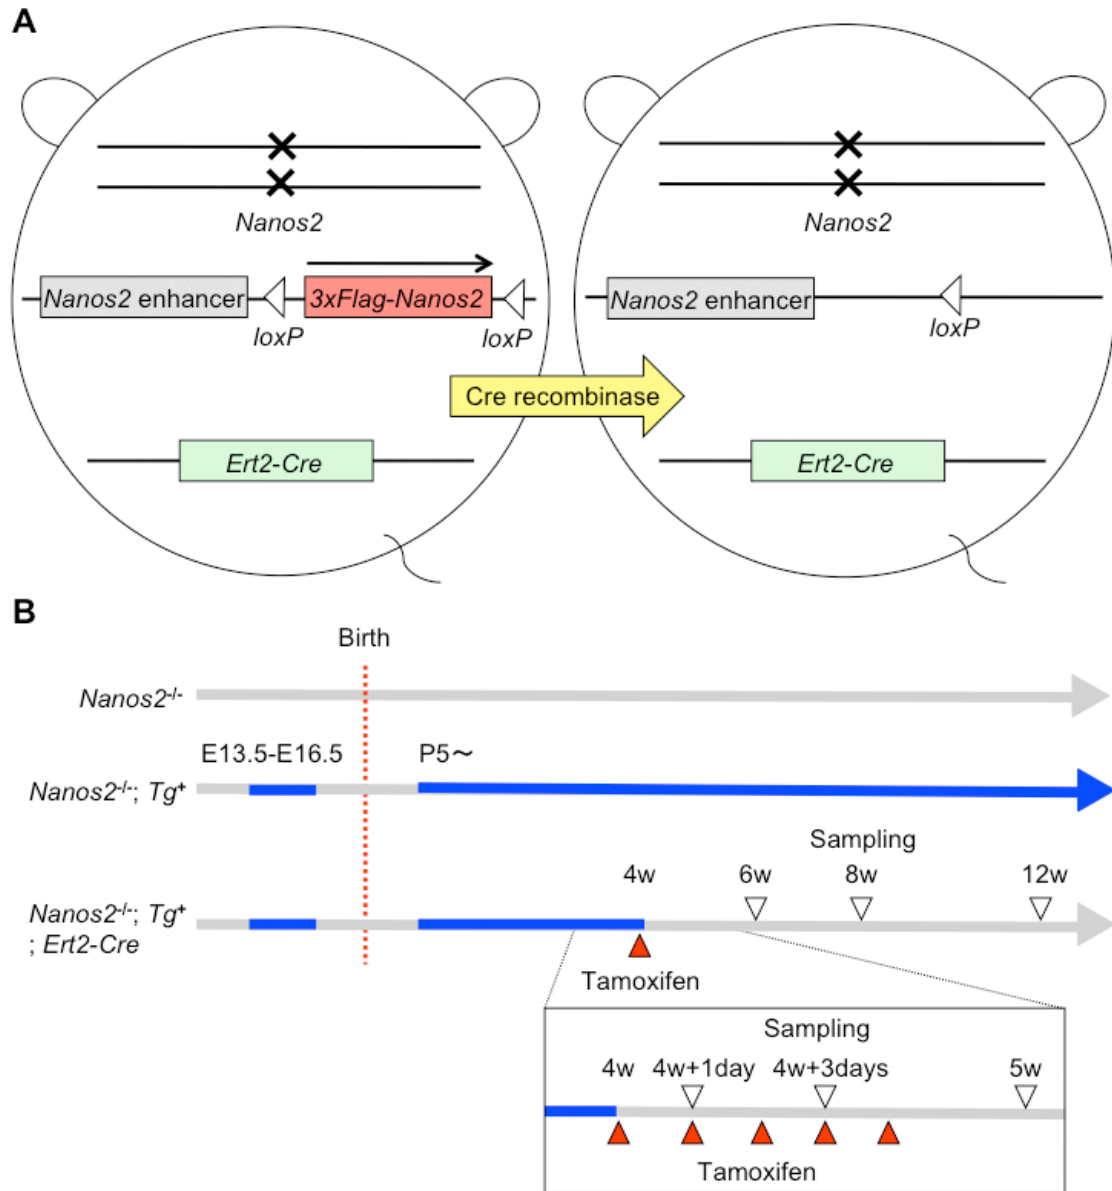 A
Nanos2
Nanos2 enhancer
3xFlag-Nanos2
loxP
loxP
Ert2-Cre
Cre recombinase
Nanos2
Nanos2 enhancer
loxP
Ert2-Cre
B
Birth
Nanos2-/-
E13.5-E16.5
P5～
Nanos2-/-; Tg+
Sampling
4w
6w
8w
12w
Nanos2-/-; Tg+
; Ert2-Cre
Tamoxifen
Sampling
4w
4w+1day
4w+3days
5w
Tamoxifen